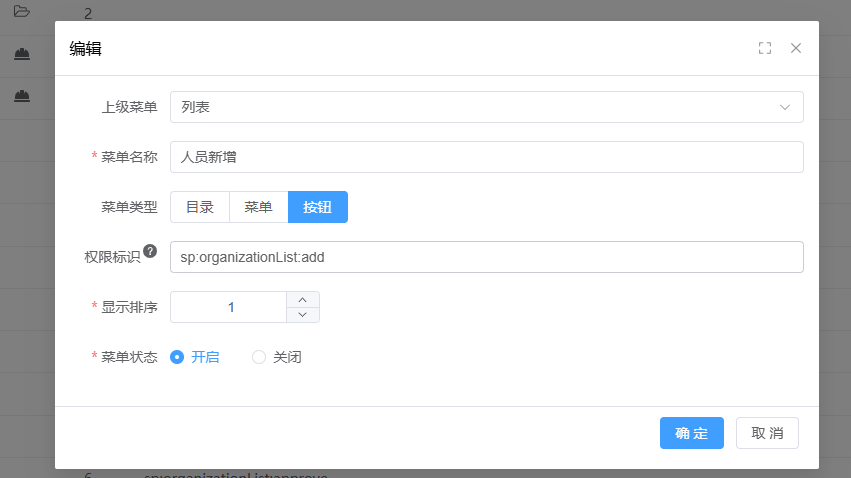 2
编辑
上级菜单 列表
* 菜单名称 人员新增
菜单类型 目录 菜单 按钮
权限标识 ? sp:organizationList:add
* 显示排序 1
* 菜单状态 开启 关闭
确定 取消
6 sp:organizationList:approve